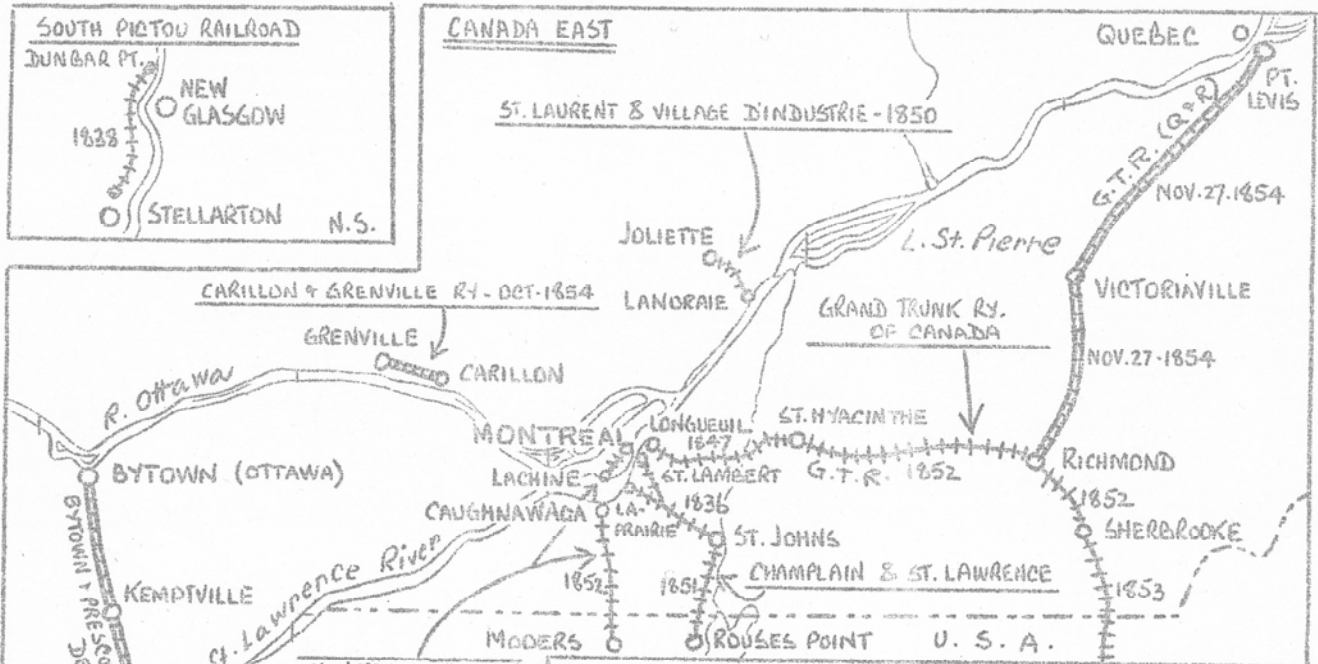 SOUTH PICTOU RAILROAD
DUNBAR PT.
NEW
GLASGOW
1838
STELLARTON
N.S.
CANADA EAST
QUEBEC
PT.
LEVIS
ST. LAURENT & VILLAGE D'INDUSTRIE - 1850
G.T.R. (Q&R)
NOV. 27. 1854
JOLIETTE
L. St. Pierre
LANORAIE
VICTORIAVILLE
CARILLON & GRENVILLE RY - OCT - 1854
GRAND TRUNK RY.
OF CANADA
GRENVILLE
NOV. 27 - 1854
CARILLON
R. Ottawa
MONTREAL
LONGUEUIL
1847
ST. HYACINTHE
BYTOWN (OTTAWA)
LACHINE
ST. LAMBERT
G.T.R. 1852
RICHMOND
1852
CAUGHNAWAGA
LA-
PRAIRIE
1836
SHERBROOKE
ST. JOHNS
BYTOWN & PRESCO
St. Lawrence River
KEMPTVILLE
1852
1851
CHAMPLAIN & ST. LAWRENCE
1853
MOOERS
ROUSES POINT
U. S. A.